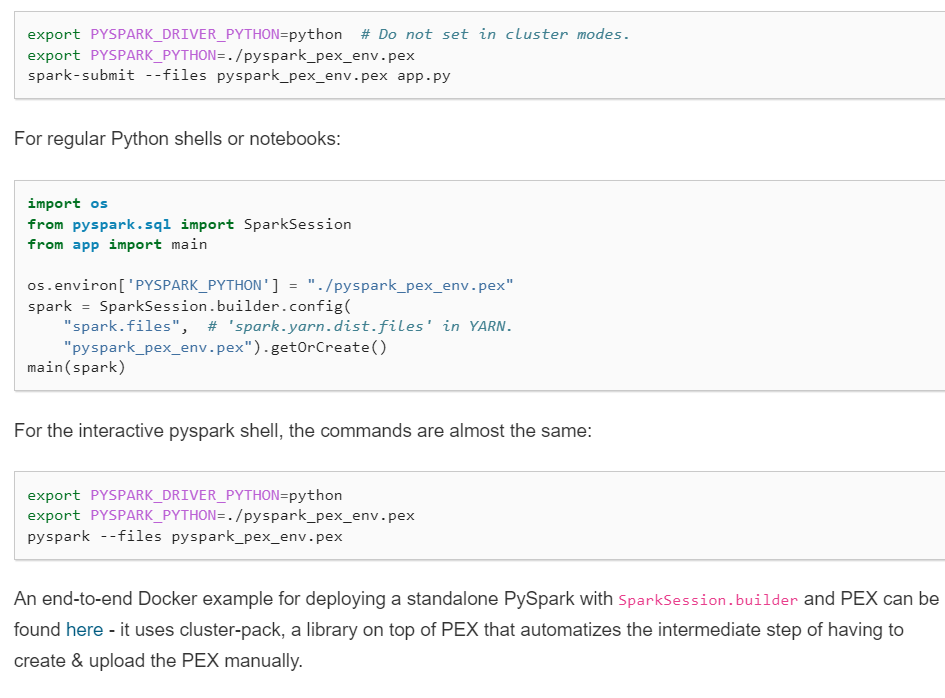 export PYSPARK_DRIVER_PYTHON=python  # Do not set in cluster modes.
export PYSPARK_PYTHON=./pyspark_pex_env.pex
spark-submit --files pyspark_pex_env.pex app.py
For regular Python shells or notebooks:
import os
from pyspark.sql import SparkSession
from app import main
os.environ['PYSPARK_PYTHON'] = "./pyspark_pex_env.pex"
spark = SparkSession.builder.config(
    "spark.files",  # 'spark.yarn.dist.files' in YARN.
    "pyspark_pex_env.pex").getOrCreate()
main(spark)
For the interactive pyspark shell, the commands are almost the same:
export PYSPARK_DRIVER_PYTHON=python
export PYSPARK_PYTHON=./pyspark_pex_env.pex
pyspark --files pyspark_pex_env.pex
An end-to-end Docker example for deploying a standalone PySpark with SparkSession.builder and PEX can be
found here - it uses cluster-pack, a library on top of PEX that automatizes the intermediate step of having to
create & upload the PEX manually.